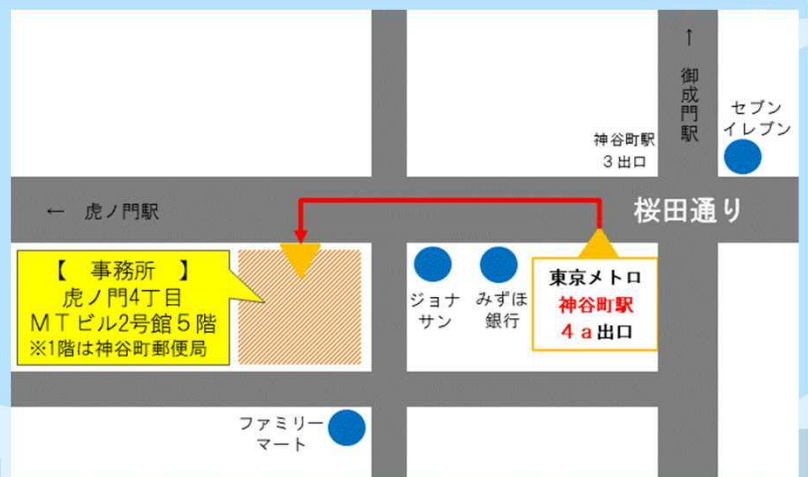 ↑
御成門駅
セブン
イレブン
神谷町駅
3出口
← 虎ノ門駅
桜田通り
【 事務所 】
虎ノ門4丁目
MTビル2号館5階
※1階は神谷町郵便局
ジョナ
サン
みずほ
銀行
東京メトロ
神谷町駅
4a出口
ファミリー
マート